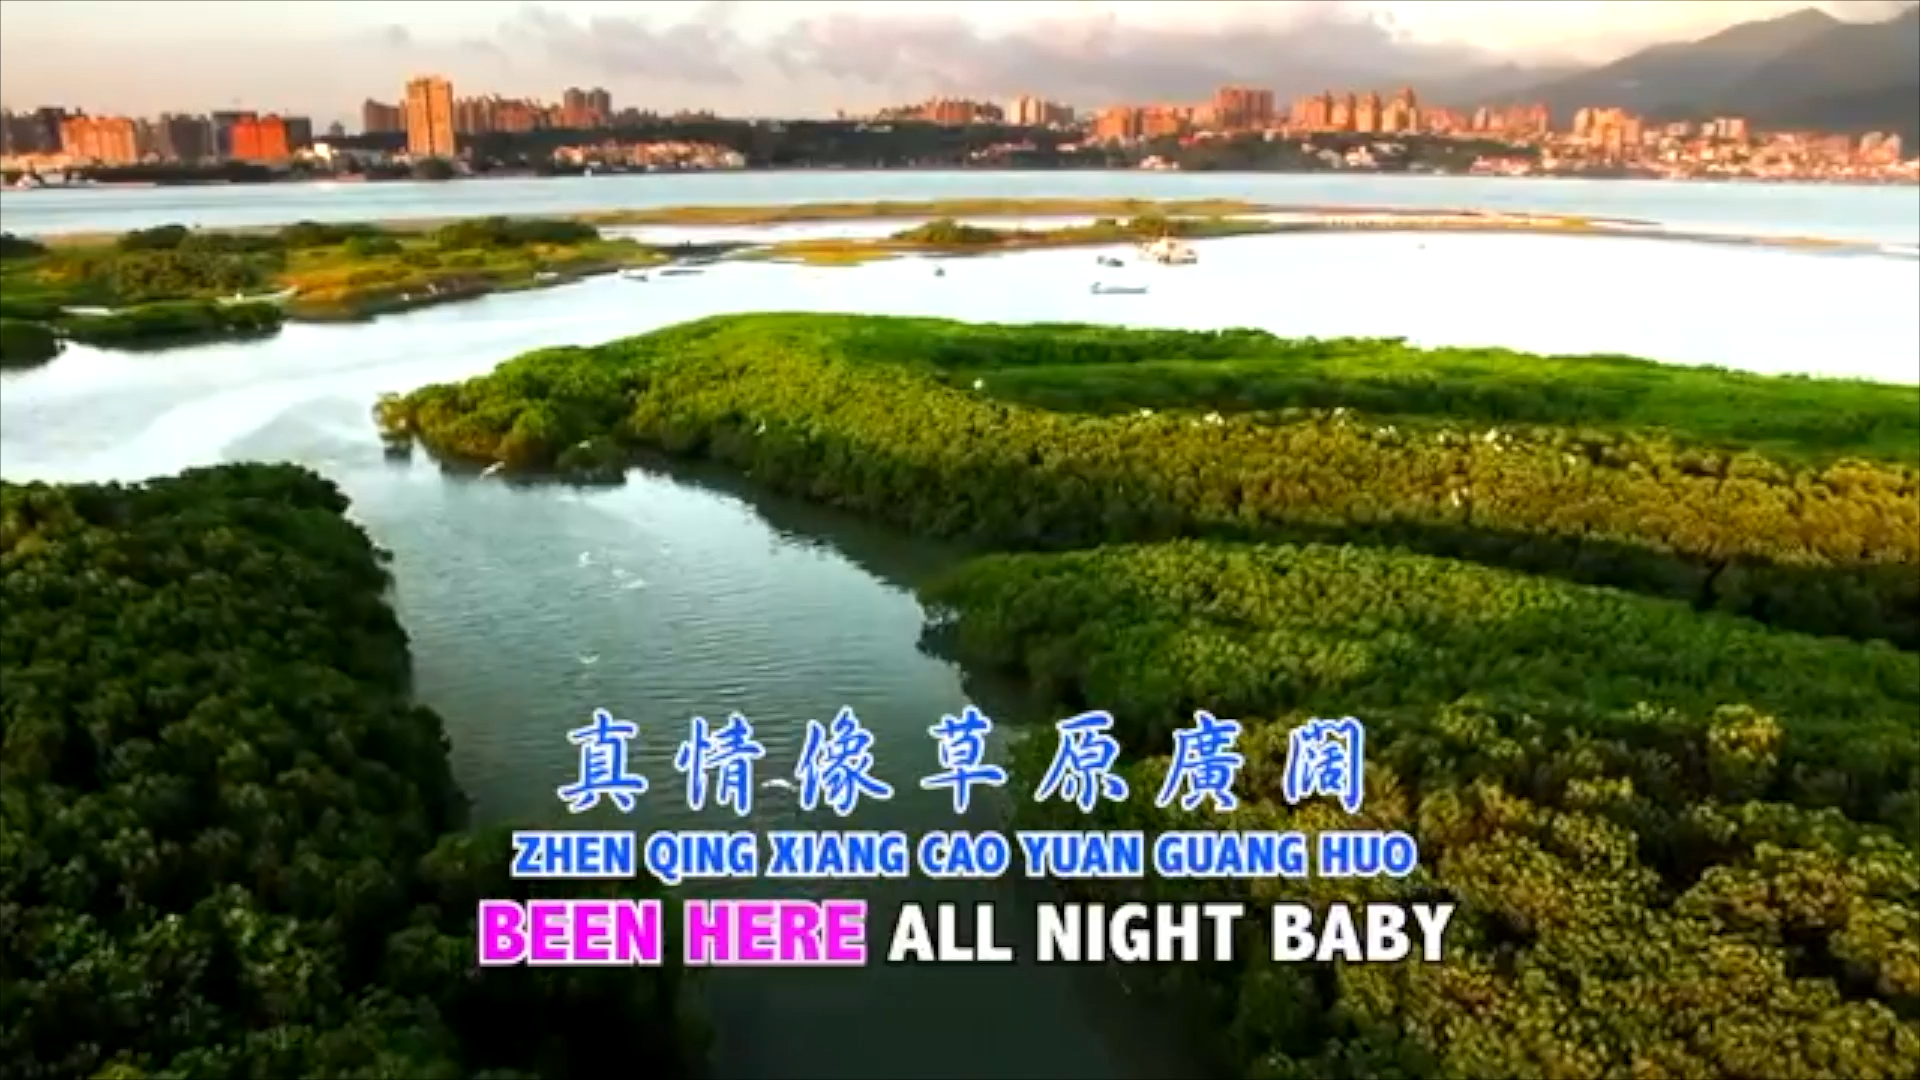 真情像草原廣闊
ZHEN QING XIANG CAO YUAN GUANG HUO
BEEN HERE ALL NIGHT BABY